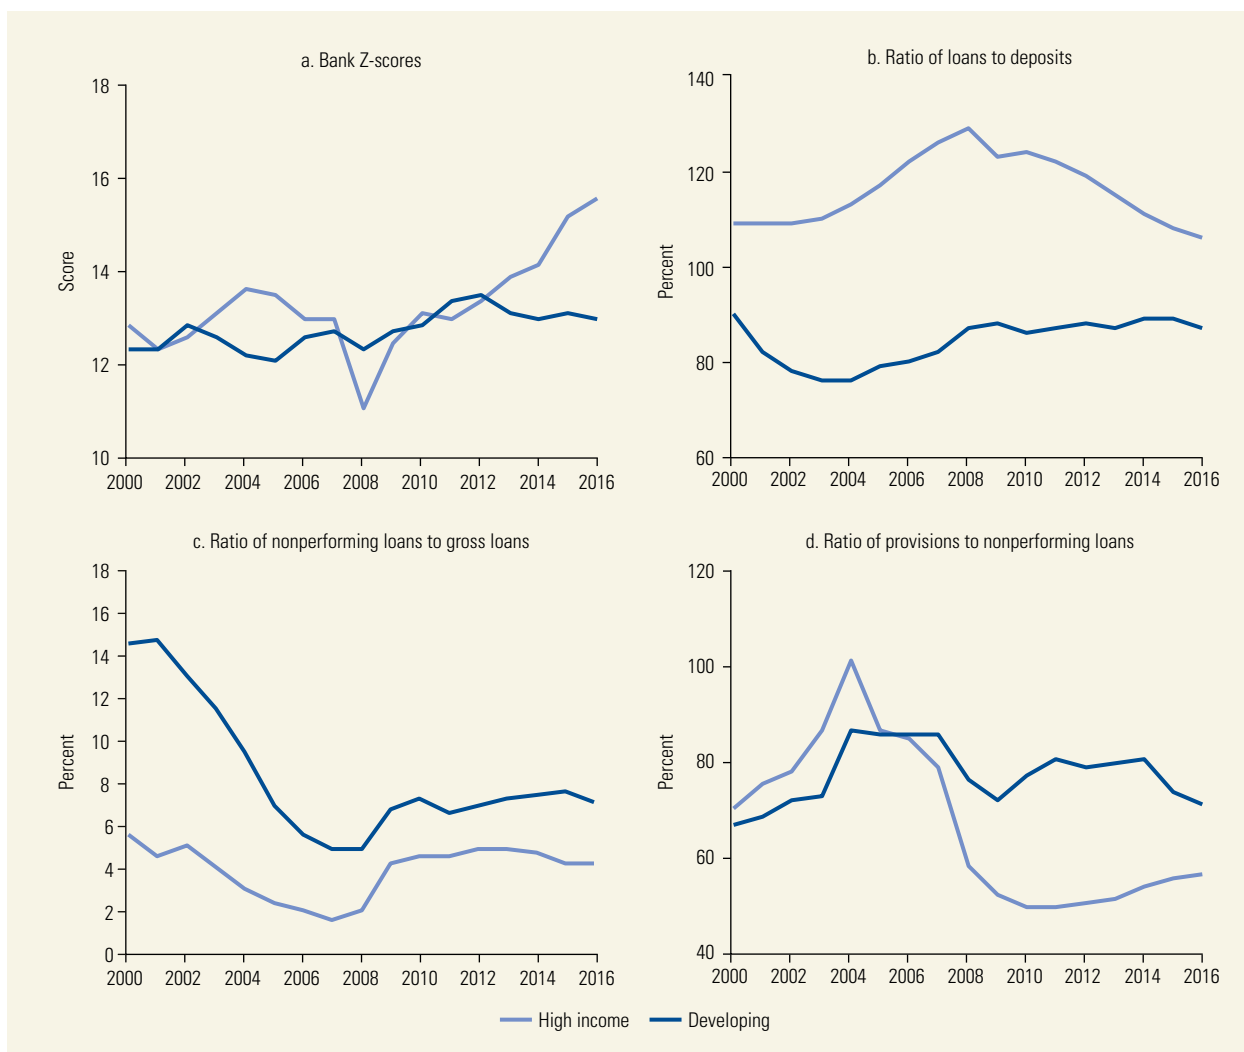 a. Bank Z-scores
18
16
14
12
10
Score
2000 2002 2004 2006 2008 2010 2012 2014 2016
b. Ratio of loans to deposits
140
120
100
80
60
Percent
2000 2002 2004 2006 2008 2010 2012 2014 2016
c. Ratio of nonperforming loans to gross loans
18
16
14
12
10
8
6
4
2
0
Percent
2000 2002 2004 2006 2008 2010 2012 2014 2016
d. Ratio of provisions to nonperforming loans
120
100
80
60
40
Percent
2000 2002 2004 2006 2008 2010 2012 2014 2016
High income Developing